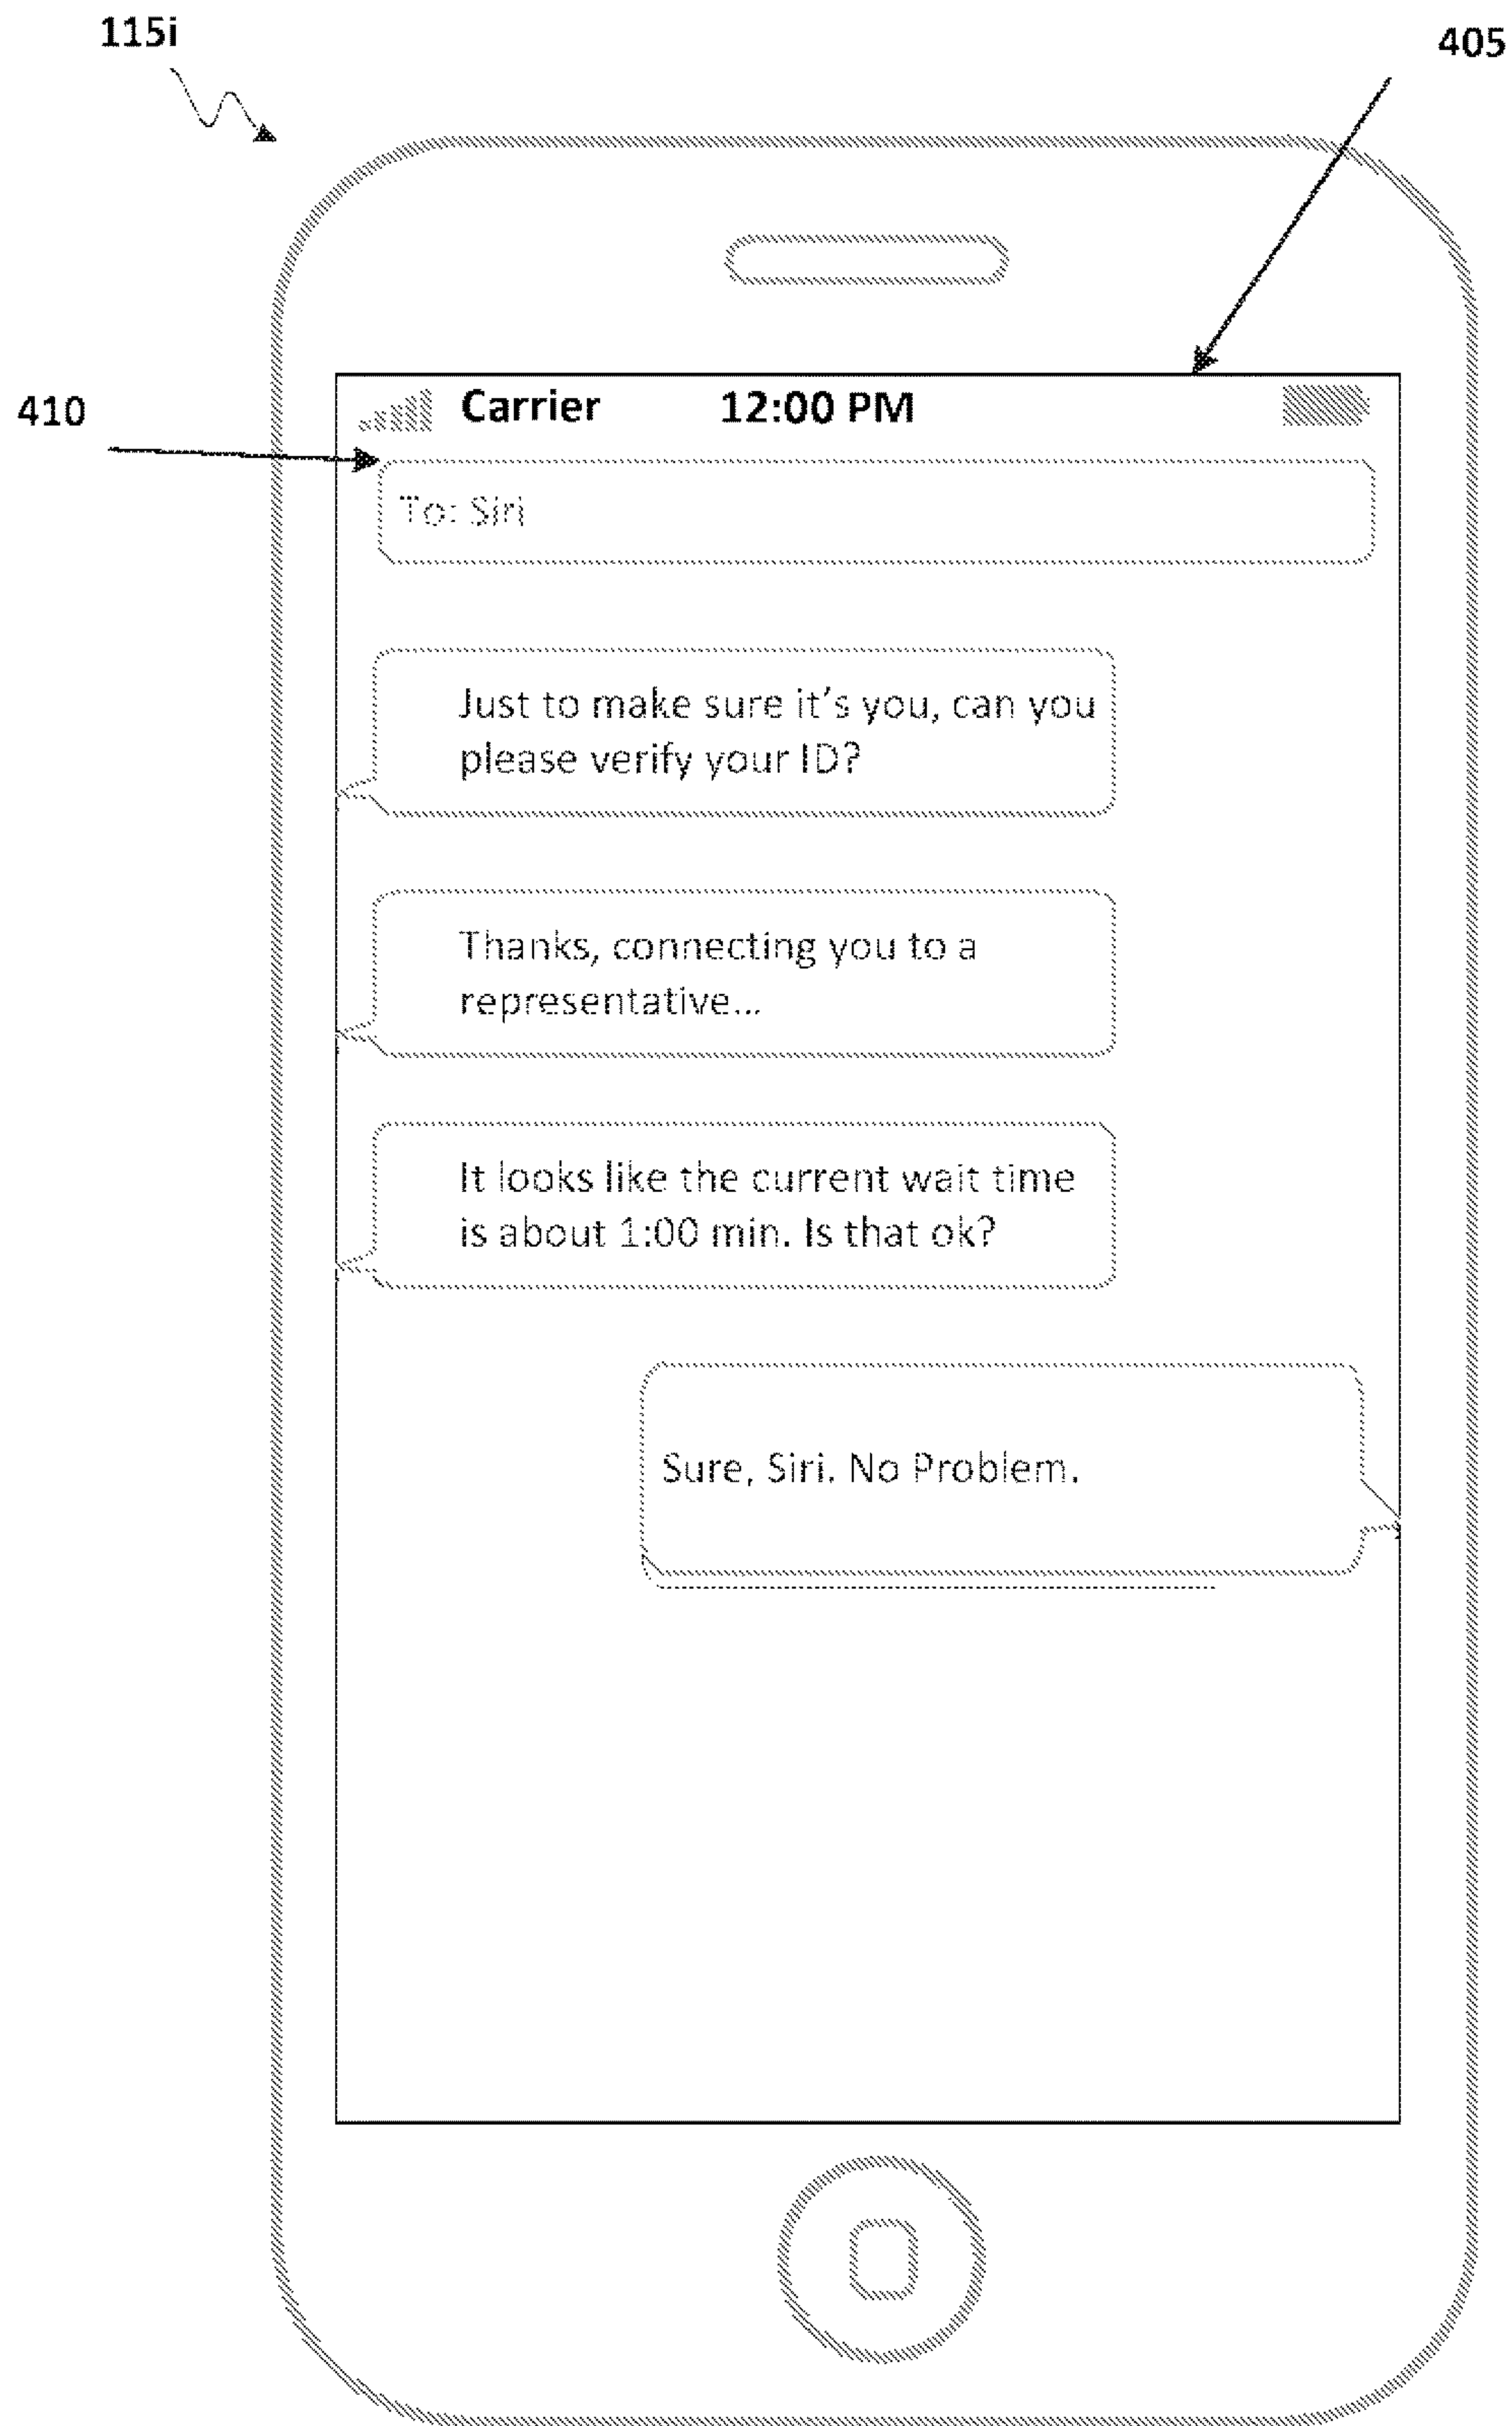 115i
405
410
Carrier 12:00 PM
To: Siri
Just to make sure it's you, can you
please verify your ID?
Thanks, connecting you to a
representative...
It looks like the current wait time
is about 1:00 min. Is that ok?
Sure, Siri. No Problem.